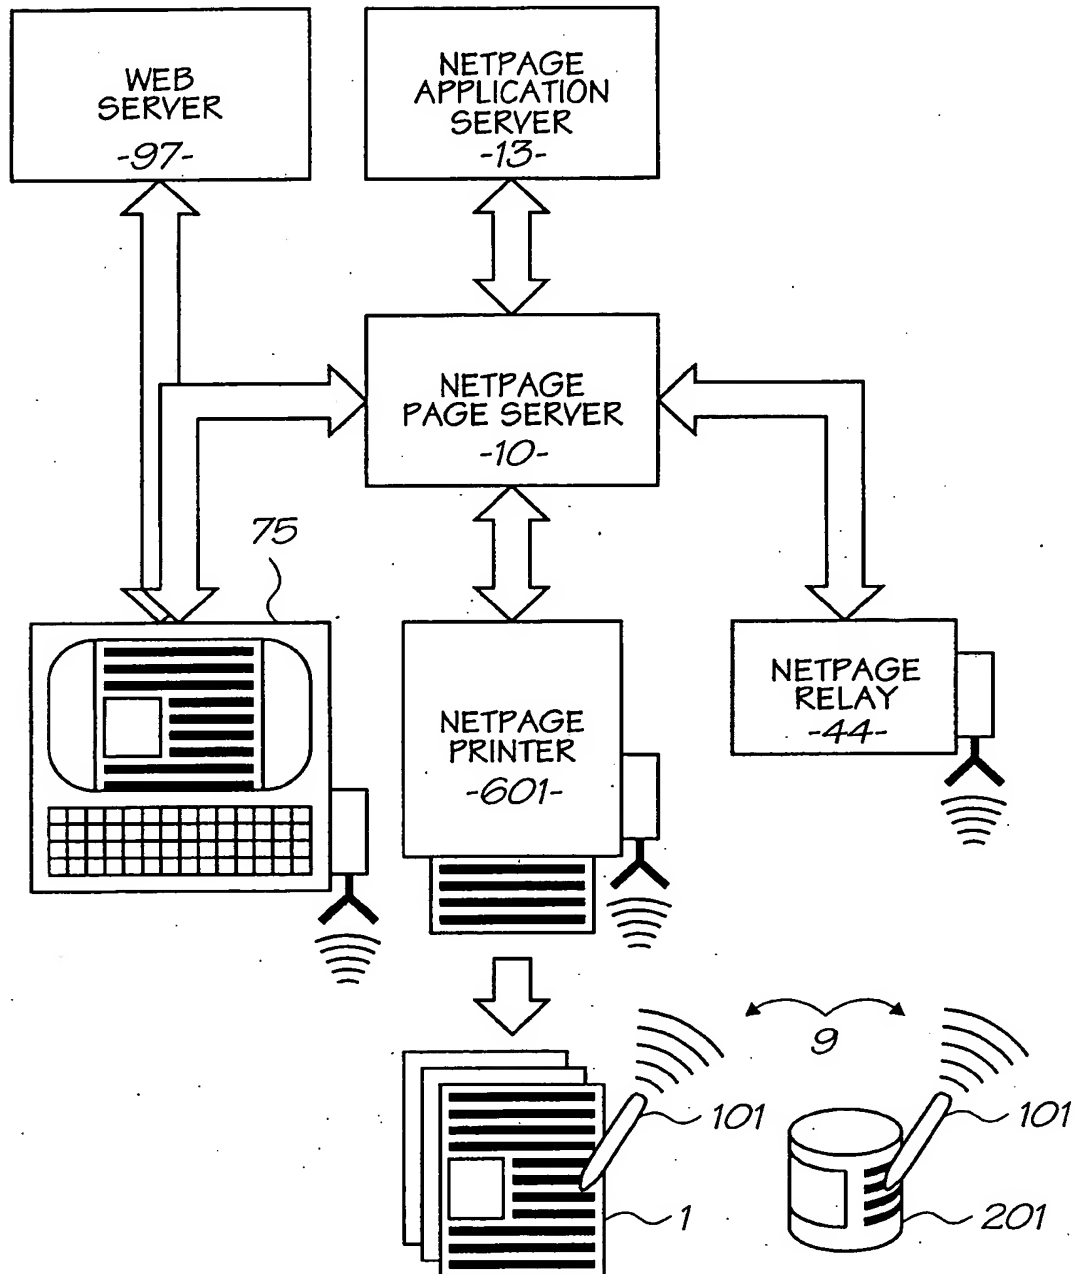 WEB
SERVER
-97-
NETPAGE
APPLICATION
SERVER
-13-
NETPAGE
PAGE SERVER
-10-
75
NETPAGE
PRINTER
-601-
NETPAGE
RELAY
-44-
9
101
101
1
201